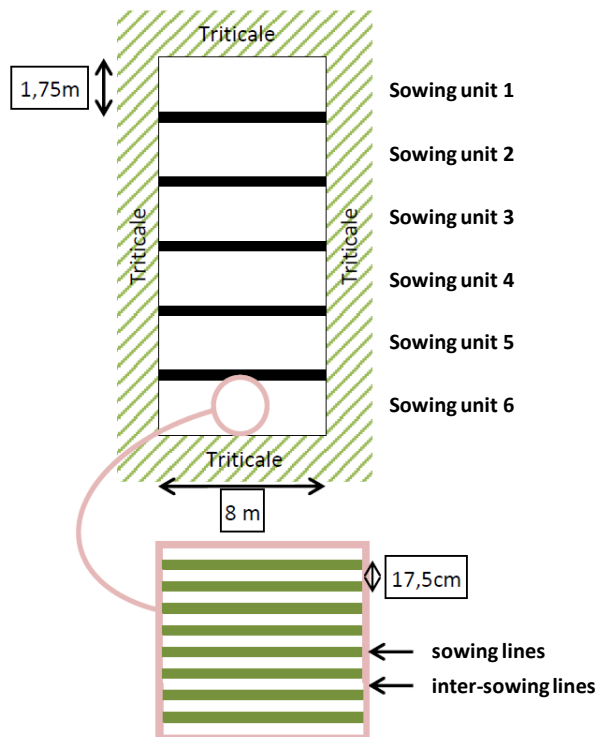 Triticale
1,75m
Sowing unit 1
Sowing unit 2
Sowing unit 3
Triticale
Triticale
Sowing unit 4
Sowing unit 5
Sowing unit 6
Triticale
8 m
17,5cm
sowing lines
inter-sowing lines